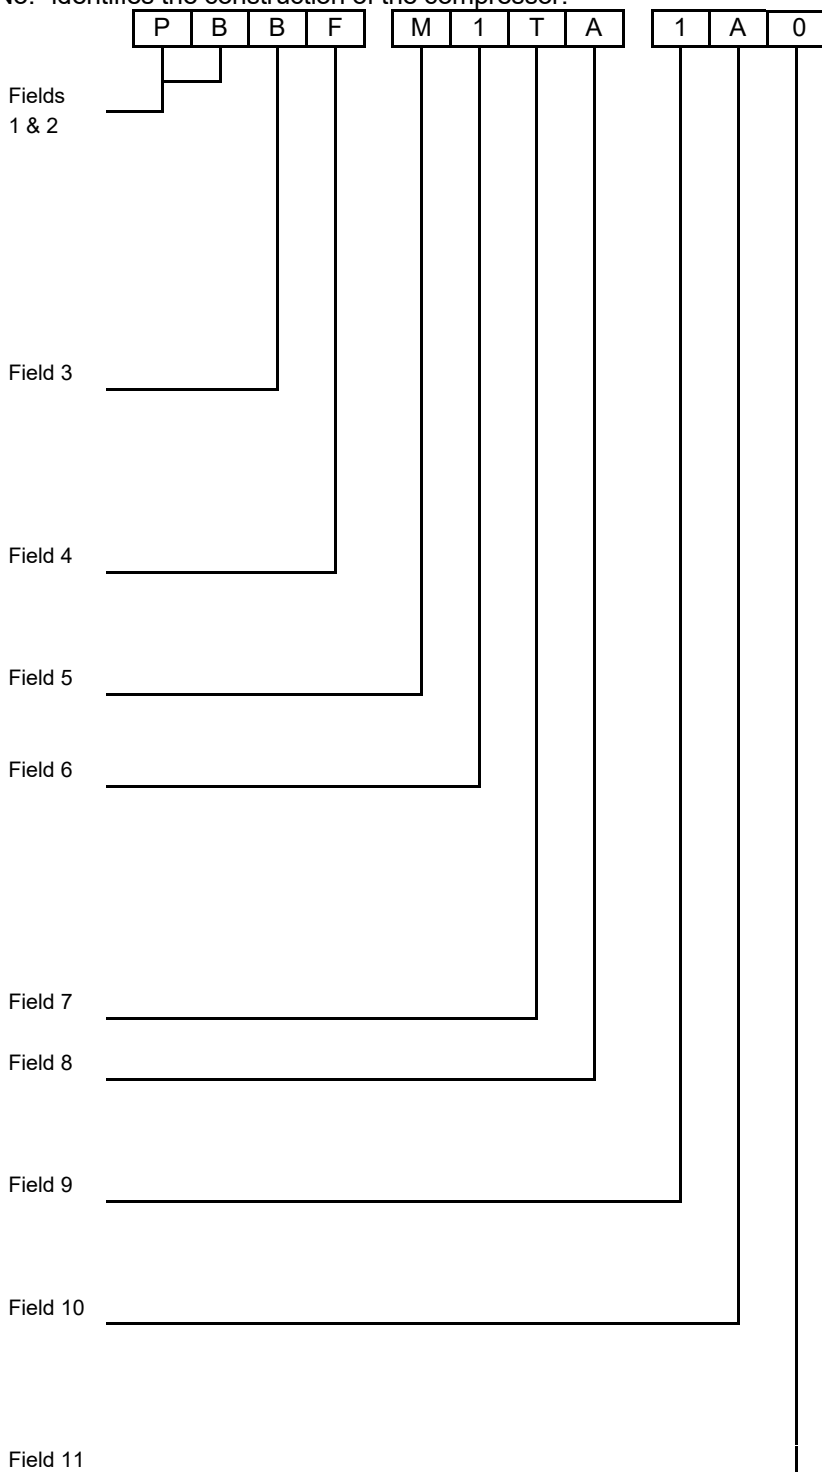 identifies the construction of the compressor.
P B B F M 1 T A 1 A 0
Fields
1 & 2
Field 3
Field 4
Field 5
Field 6
Field 7
Field 8
Field 9
Field 10
Field 11